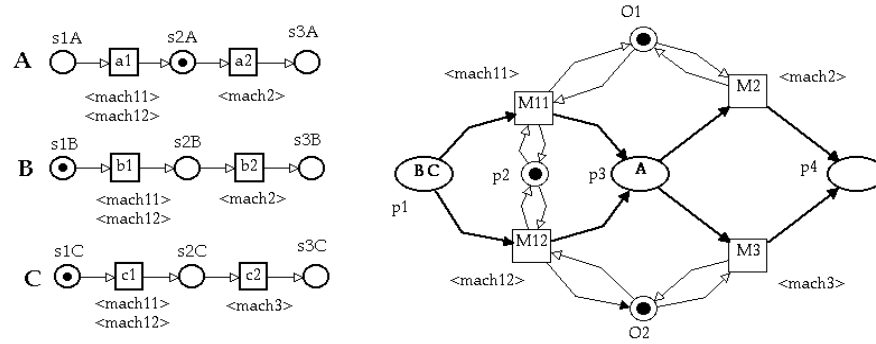 s1A s2A s3A
A a1 a2
<mach11> <mach2>
<mach12>
s1B s2B s3B
B b1 b2
<mach11> <mach2>
<mach12>
s1C s2C s3C
C c1 c2
<mach11> <mach3>
<mach12>
O1
<mach11> <mach2>
M11 M2
B C p2 p3 A p4
p1
M12 M3
<mach12> <mach3>
O2